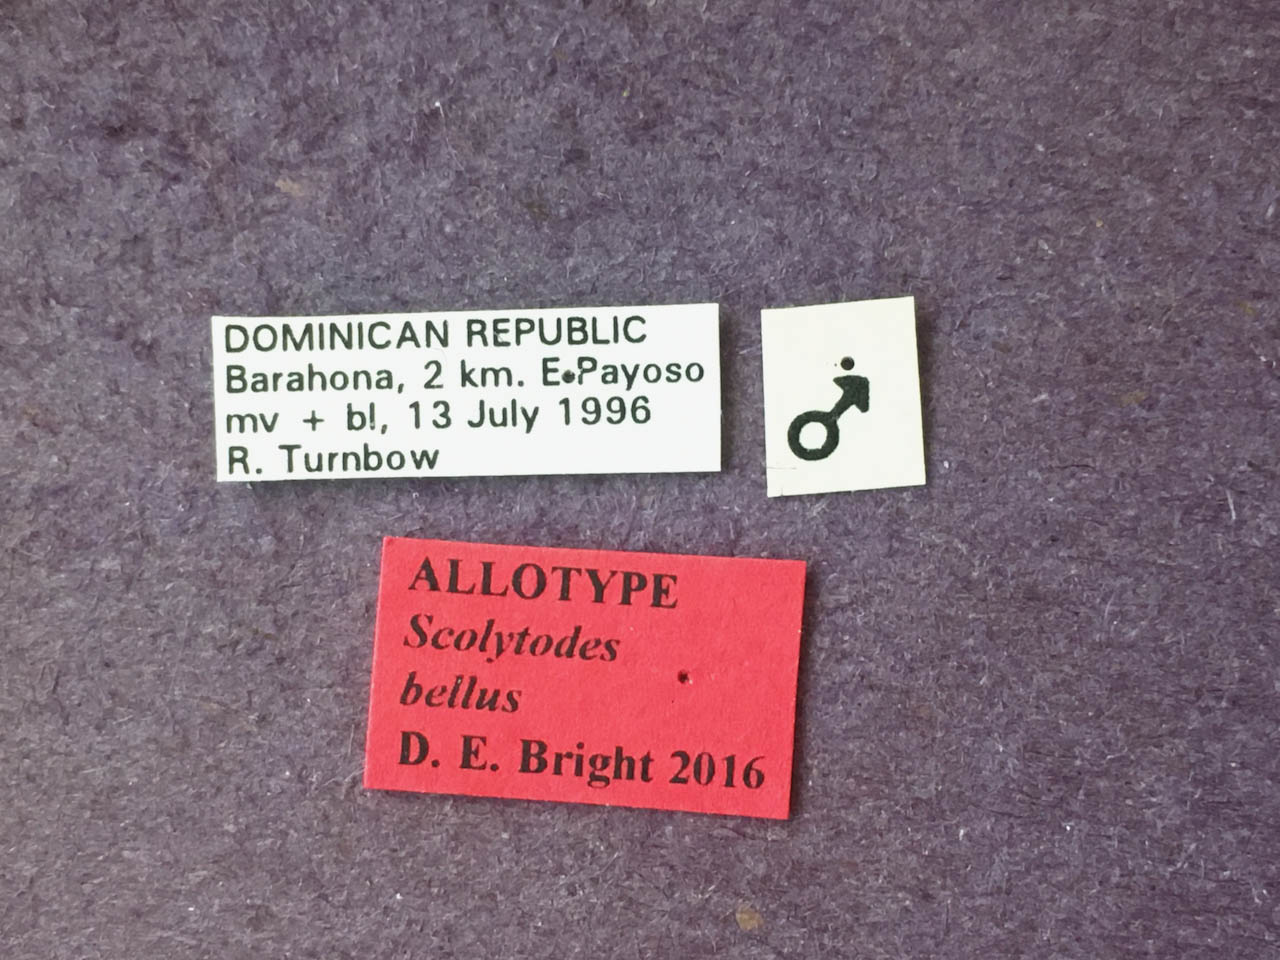 DOMINICAN REPUBLIC
Barahona, 2 km. E. Payoso
mv + bl, 13 July 1996
R. Turnbow
♂
ALLOTYPE
Scolytodes
bellus
D. E. Bright 2016